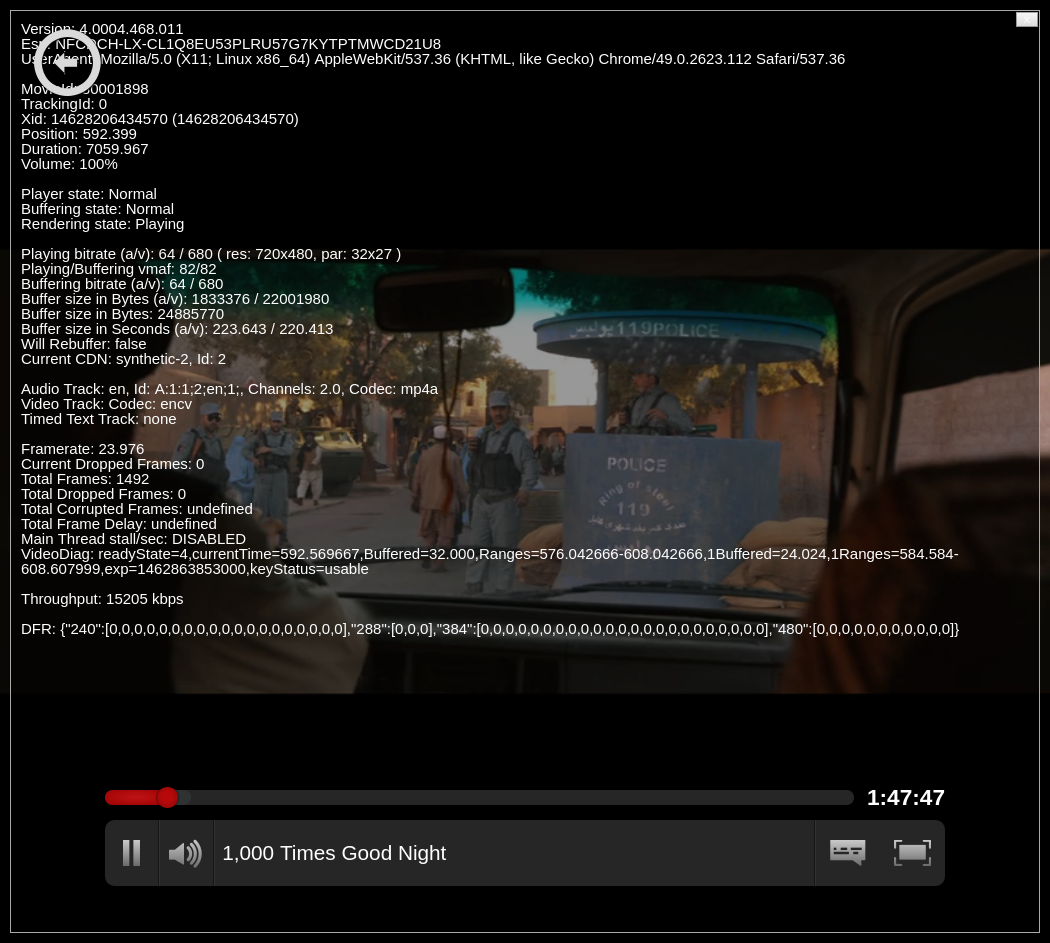 Version: 4.0004.468.011
Esn: NFCDCH-LX-CL1Q8EU53PLRU57G7KYTPTMWCD21U8
UserAgent: Mozilla/5.0 (X11; Linux x86_64) AppleWebKit/537.36 (KHTML, like Gecko) Chrome/49.0.2623.112 Safari/537.36
MovieId: 80001898
TrackingId: 0
Xid: 14628206434570 (14628206434570)
Position: 592.399
Duration: 7059.967
Volume: 100%
Player state: Normal
Buffering state: Normal
Rendering state: Playing
Playing bitrate (a/v): 64 / 680 ( res: 720x480, par: 32x27 )
Playing/Buffering vmaf: 82/82
Buffering bitrate (a/v): 64 / 680
Buffer size in Bytes (a/v): 1833376 / 22001980
Buffer size in Bytes: 24885770
Buffer size in Seconds (a/v): 223.643 / 220.413
Will Rebuffer: false
Current CDN: synthetic-2, Id: 2
پولیس 119POLICE
Audio Track: en, Id: A:1:1;2;en;1;, Channels: 2.0, Codec: mp4a
Video Track: Codec: encv
Timed Text Track: none
Framerate: 23.976
Current Dropped Frames: 0
Total Frames: 1492
Total Dropped Frames: 0
Total Corrupted Frames: undefined
Total Frame Delay: undefined
Main Thread stall/sec: DISABLED
POLICE
Ring of steel
119
VideoDiag: readyState=4,currentTime=592.569667,Buffered=32.000,Ranges=576.042666-608.042666,1Buffered=24.024,1Ranges=584.584-
608.607999,exp=1462863853000,keyStatus=usable
Throughput: 15205 kbps
DFR: {"240":[0,0,0,0,0,0,0,0,0,0,0,0,0,0,0,0,0,0,0],"288":[0,0,0],"384":[0,0,0,0,0,0,0,0,0,0,0,0,0,0,0,0,0,0,0,0,0,0,0],"480":[0,0,0,0,0,0,0,0,0,0,0]}
1:47:47
1,000 Times Good Night